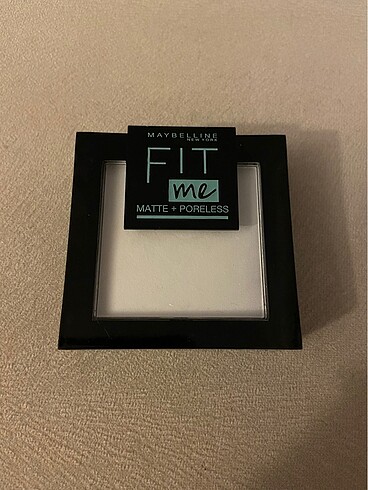 MAYBELLINE
NEW YORK
FIT
me
MATTE + PORELESS